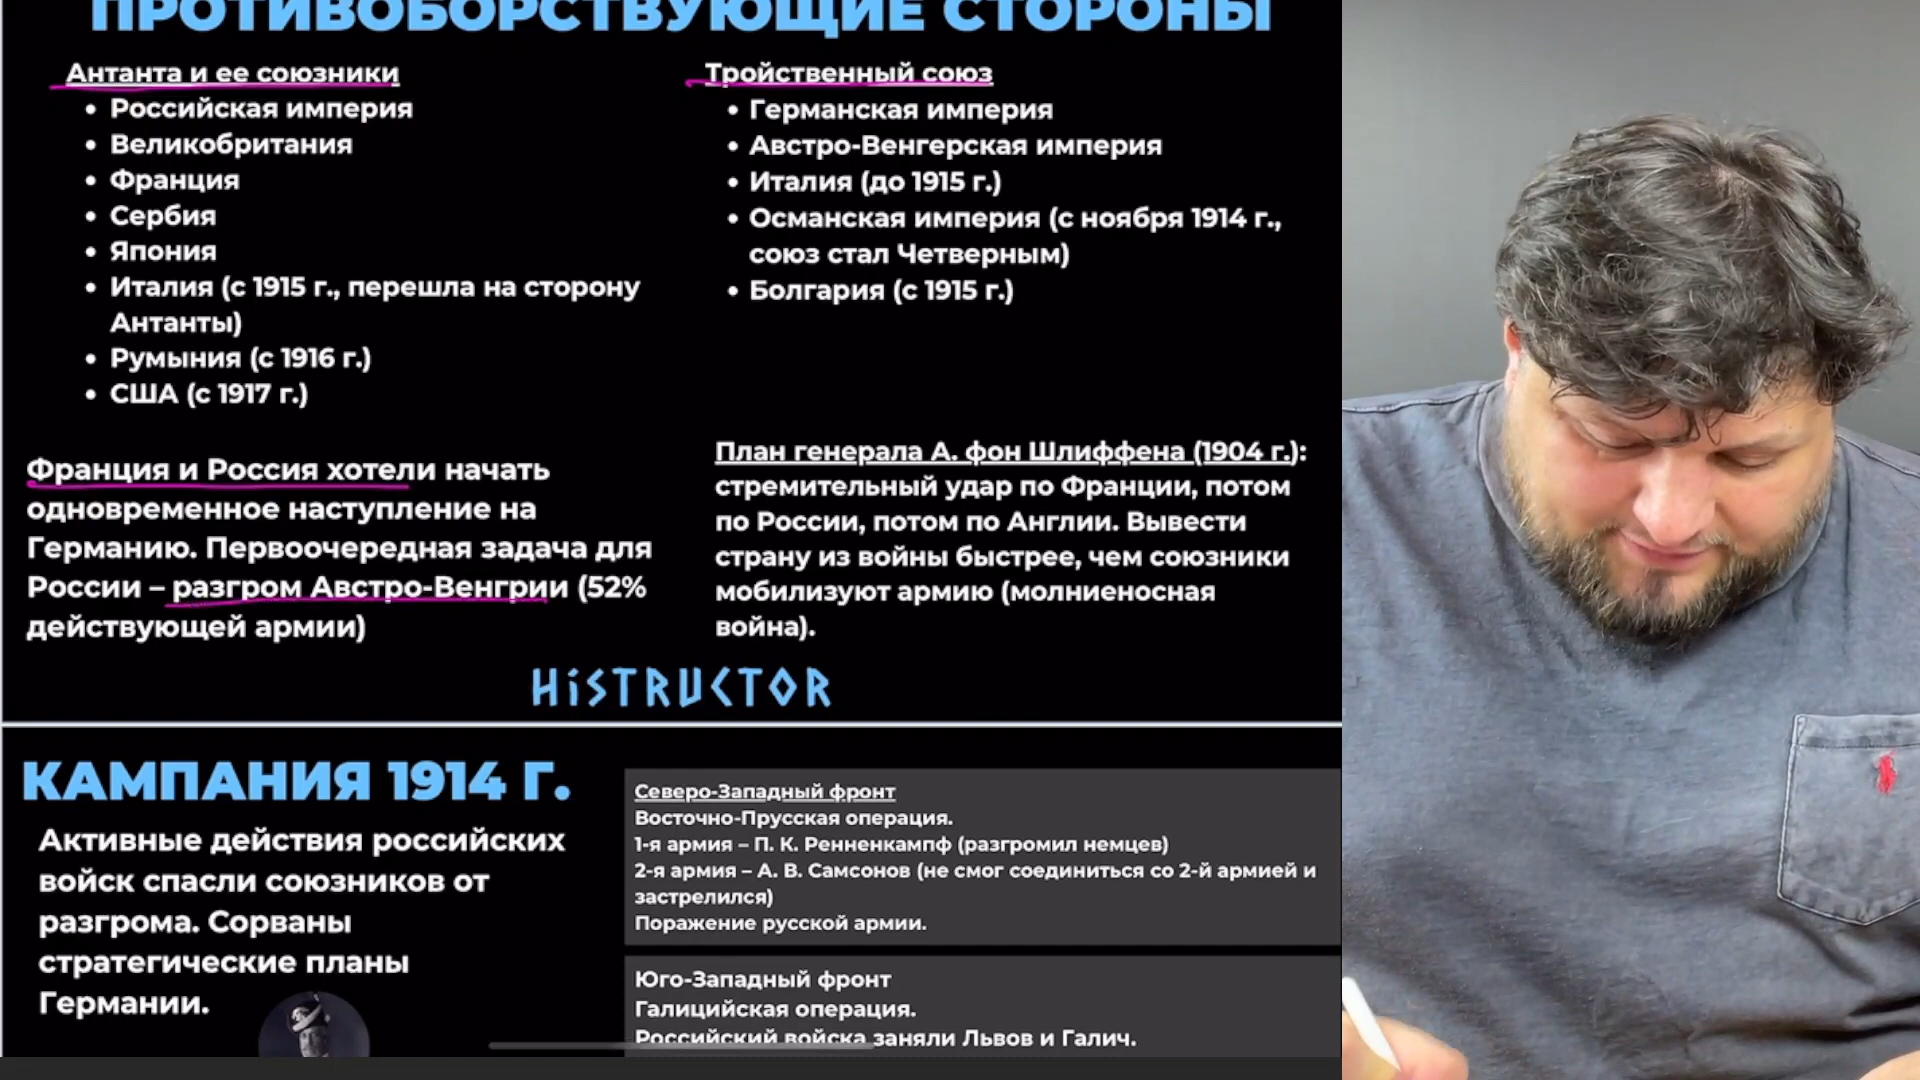 ПРОТИВОБОРСТВУЮЩИЕ СТОРОНЫ
Антанта и ее союзники
• Российская империя
• Великобритания
• Франция
• Сербия
• Япония
• Италия (с 1915 г., перешла на сторону
Антанты)
• Румыния (с 1916 г.)
• США (с 1917 г.)
Тройственный союз
• Германская империя
• Австро-Венгерская империя
• Италия (до 1915 г.)
• Османская империя (с ноября 1914 г.,
союз стал Четверным)
• Болгария (с 1915 г.)
Франция и Россия хотели начать
одновременное наступление на
Германию. Первоочередная задача для
России – разгром Австро-Венгрии (52%
действующей армии)
План генерала А. фон Шлиффена (1904 г.):
стремительный удар по Франции, потом
по России, потом по Англии. Вывести
страну из войны быстрее, чем союзники
мобилизуют армию (молниеносная
война).
HiSTRUCTOR
КАМПАНИЯ 1914 Г.
Активные действия российских
войск спасли союзников от
разгрома. Сорваны
стратегические планы
Германии.
Северо-Западный фронт
Восточно-Прусская операция.
1-я армия – П. К. Ренненкампф (разгромил немцев)
2-я армия – А. В. Самсонов (не смог соединиться со 2-й армией и
застрелился)
Поражение русской армии.
Юго-Западный фронт
Галицийская операция.
Российский войска заняли Львов и Галич.